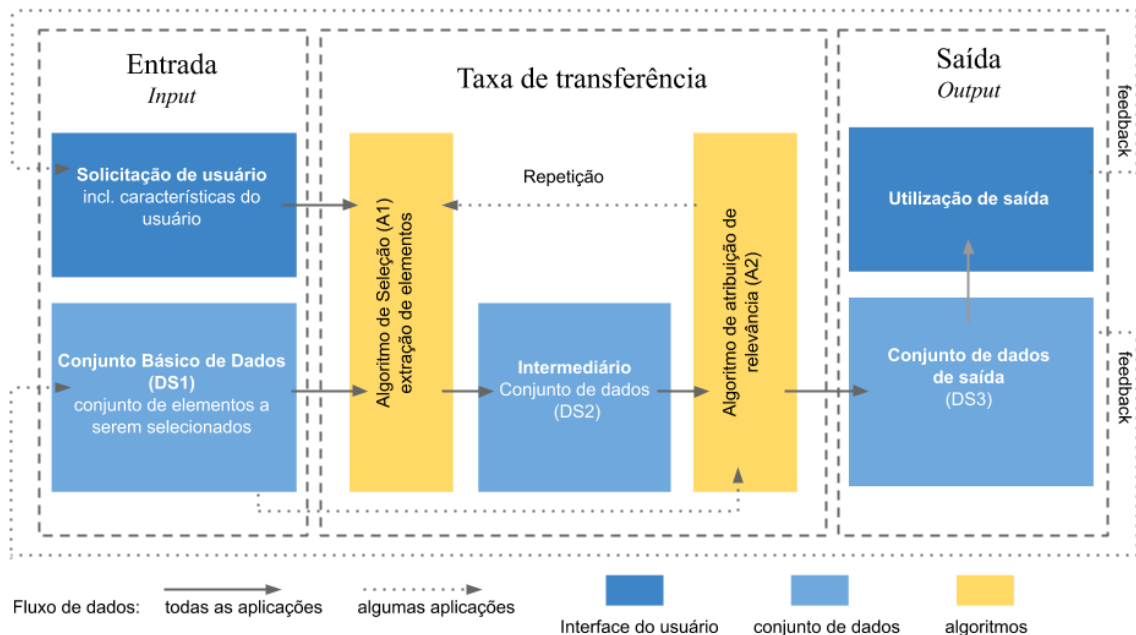 Entrada
Input
Solicitação de usuário
incl. características do
usuário
Conjunto Básico de Dados
(DS1)
conjunto de elementos a
serem selecionados
Taxa de transferência
Algoritmo de Seleção (A1)
extração de elementos
Repetição
Intermediário
Conjunto de dados
(DS2)
Algoritmo de atribuição de
relevância (A2)
Saída
Output
Utilização de saída
Conjunto de dados
de saída
(DS3)
feedback
feedback
Fluxo de dados:
todas as aplicações
algumas aplicações
Interface do usuário
conjunto de dados
algoritmos